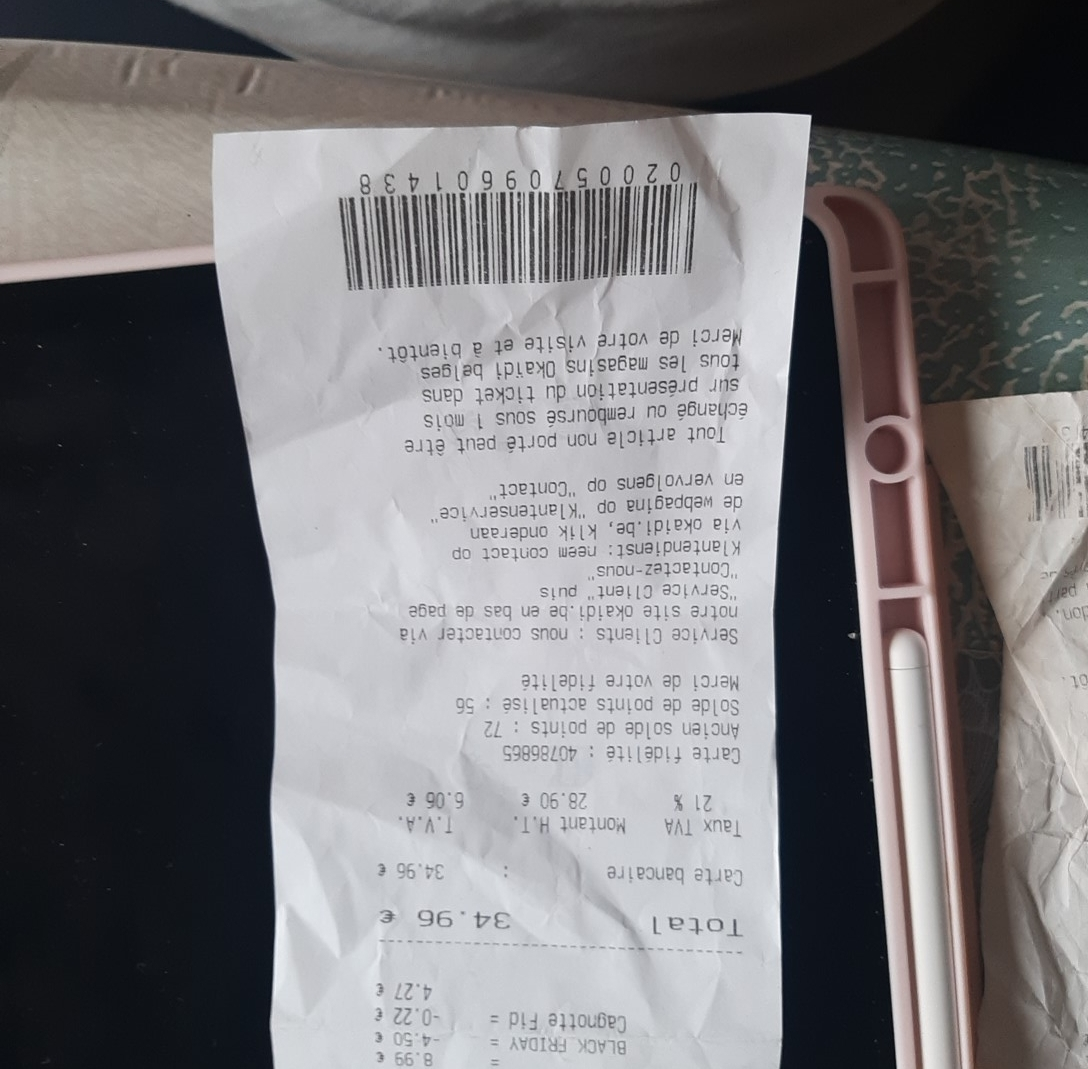 = 8.99 €
BLACK FRIDAY = -4.50 €
Cagnotte Fid = -0.22 €
4.27 €
Total 34.96 €
Carte bancaire : 34.96 €
Taux TVA Montant H.T. T.V.A.
21 % 28.90 € 6.06 €
Carte fidélité : 40786865
Ancien solde de points : 72
Solde de points actualisé : 56
Merci de votre fidélité
Service Clients : nous contacter via
notre site okaidi.be en bas de page
"Service Client" puis
"Contactez-nous"
Klantendienst: neem contact op
via okaidi.be, klik onderaan
de webpagina op "Klantenservice"
en vervolgens op "Contact"
Tout article non porté peut être
échangé ou remboursé sous 1 mois
sur présentation du ticket dans
tous les magasins Okaïdi belges
Merci de votre visite et à bientôt.
02005709601438